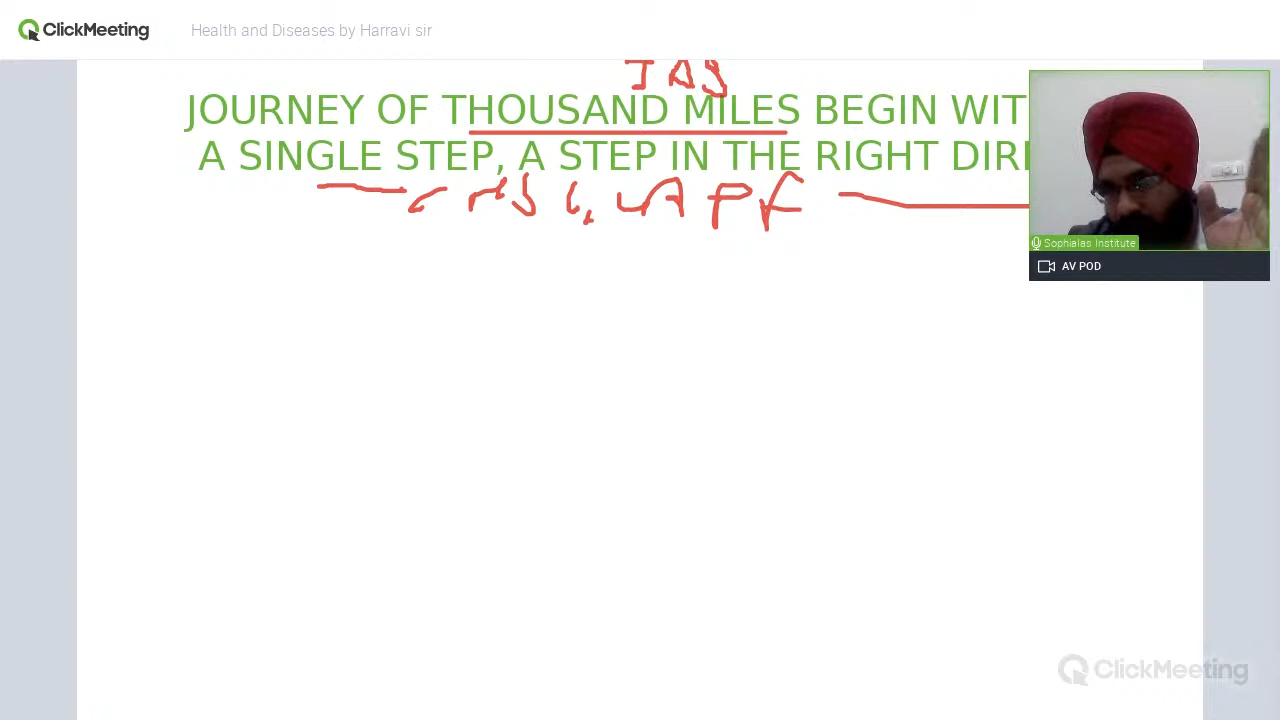 ClickMeeting
Health and Diseases by Harravi sir
IAS
JOURNEY OF THOUSAND MILES BEGIN WIT
A SINGLE STEP, A STEP IN THE RIGHT DIR
Sophialas Institute
AV POD
ClickMeeting